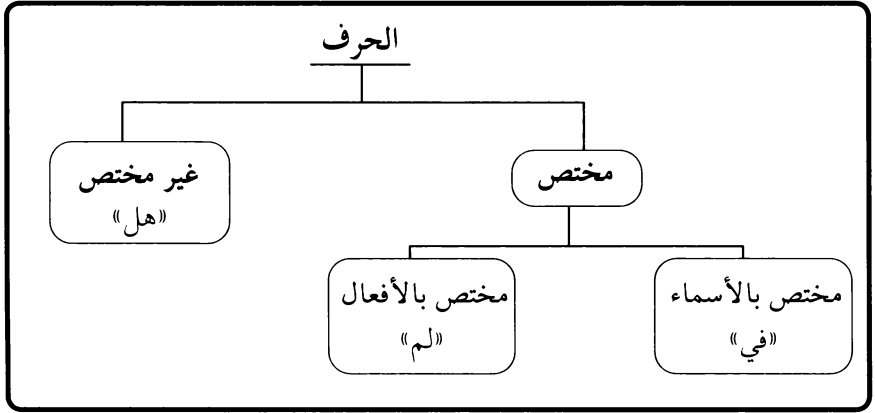 الحرف
مختص
غير مختص
«هل»
مختص بالأسماء
«في»
مختص بالأفعال
«لم»